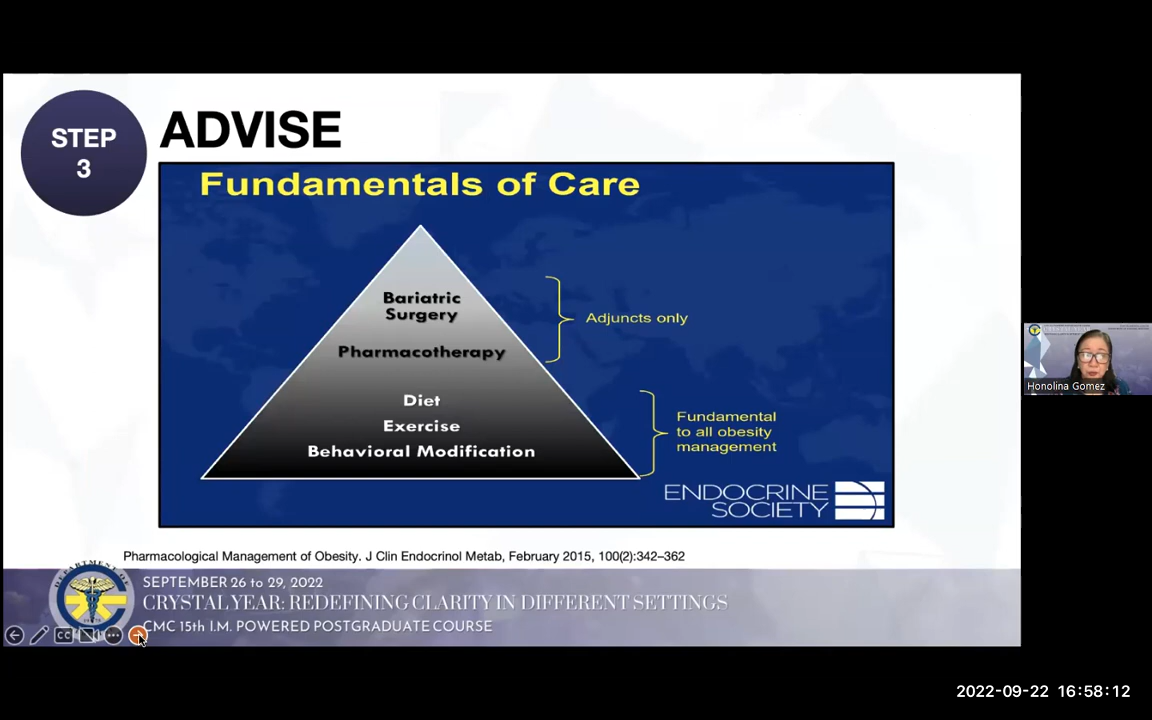 STEP
3
ADVISE
Fundamentals of Care
Bariatric
Surgery
Pharmacotherapy
Adjuncts only
Diet
Exercise
Behavioral Modification
Fundamental
to all obesity
management
ENDOCRINE
SOCIETY
Pharmacological Management of Obesity. J Clin Endocrinol Metab, February 2015, 100(2):342–362
SEPTEMBER 26 to 29, 2022
CRYSTAL YEAR: REDEFINING CLARITY IN DIFFERENT SETTINGS
CMC 15th I.M. POWERED POSTGRADUATE COURSE
DEPARTMENT OF
CC
Honolina Gomez
2022-09-22 16:58:12